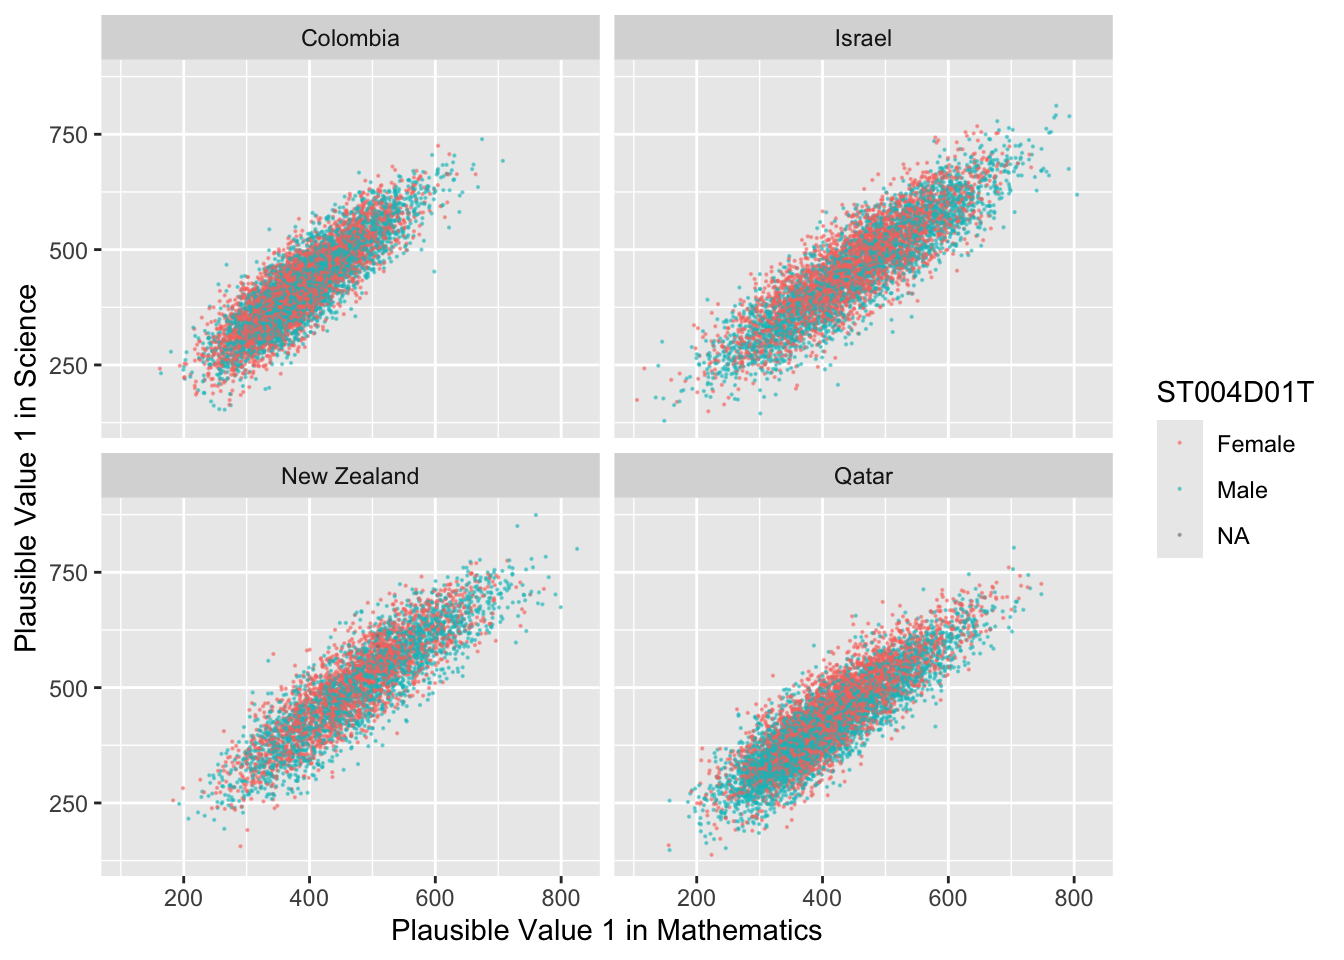 Colombia
Israel
750
500
250
New Zealand
Qatar
750
500
250
200
400
600
800
200
400
600
800
Plausible Value 1 in Mathematics
Plausible Value 1 in Science
ST004D01T
Female
Male
NA